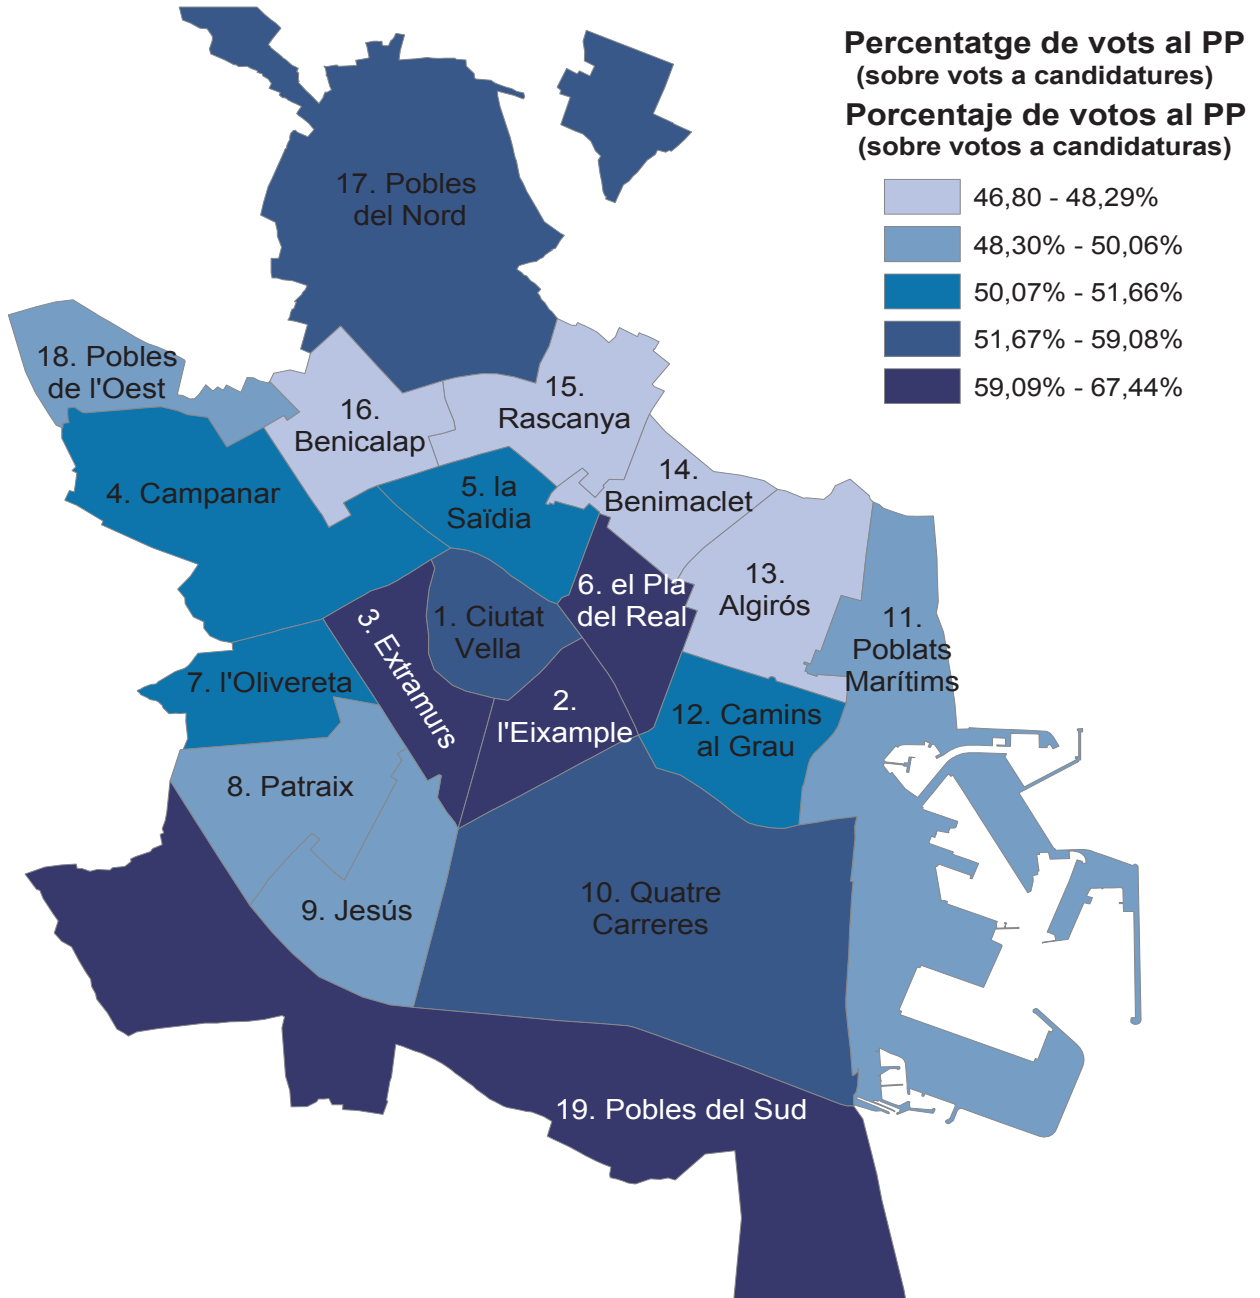 Percentatge de vots al PP
(sobre vots a candidatures)
Porcentaje de votos al PP
(sobre votos a candidaturas)
46,80 - 48,29%
48,30% - 50,06%
50,07% - 51,66%
51,67% - 59,08%
59,09% - 67,44%
17. Pobles
del Nord
18. Pobles
de l'Oest
16.
Benicalap
15.
Rascanya
4. Campanar
5. la
Saïdia
14.
Benimaclet
6. el Pla
del Real
13.
Algirós
11.
Poblats
Marítims
3. Extramurs
1. Ciutat
Vella
7. l'Olivereta
2.
l'Eixample
12. Camins
al Grau
8. Patraix
9. Jesús
10. Quatre
Carreres
19. Pobles del Sud